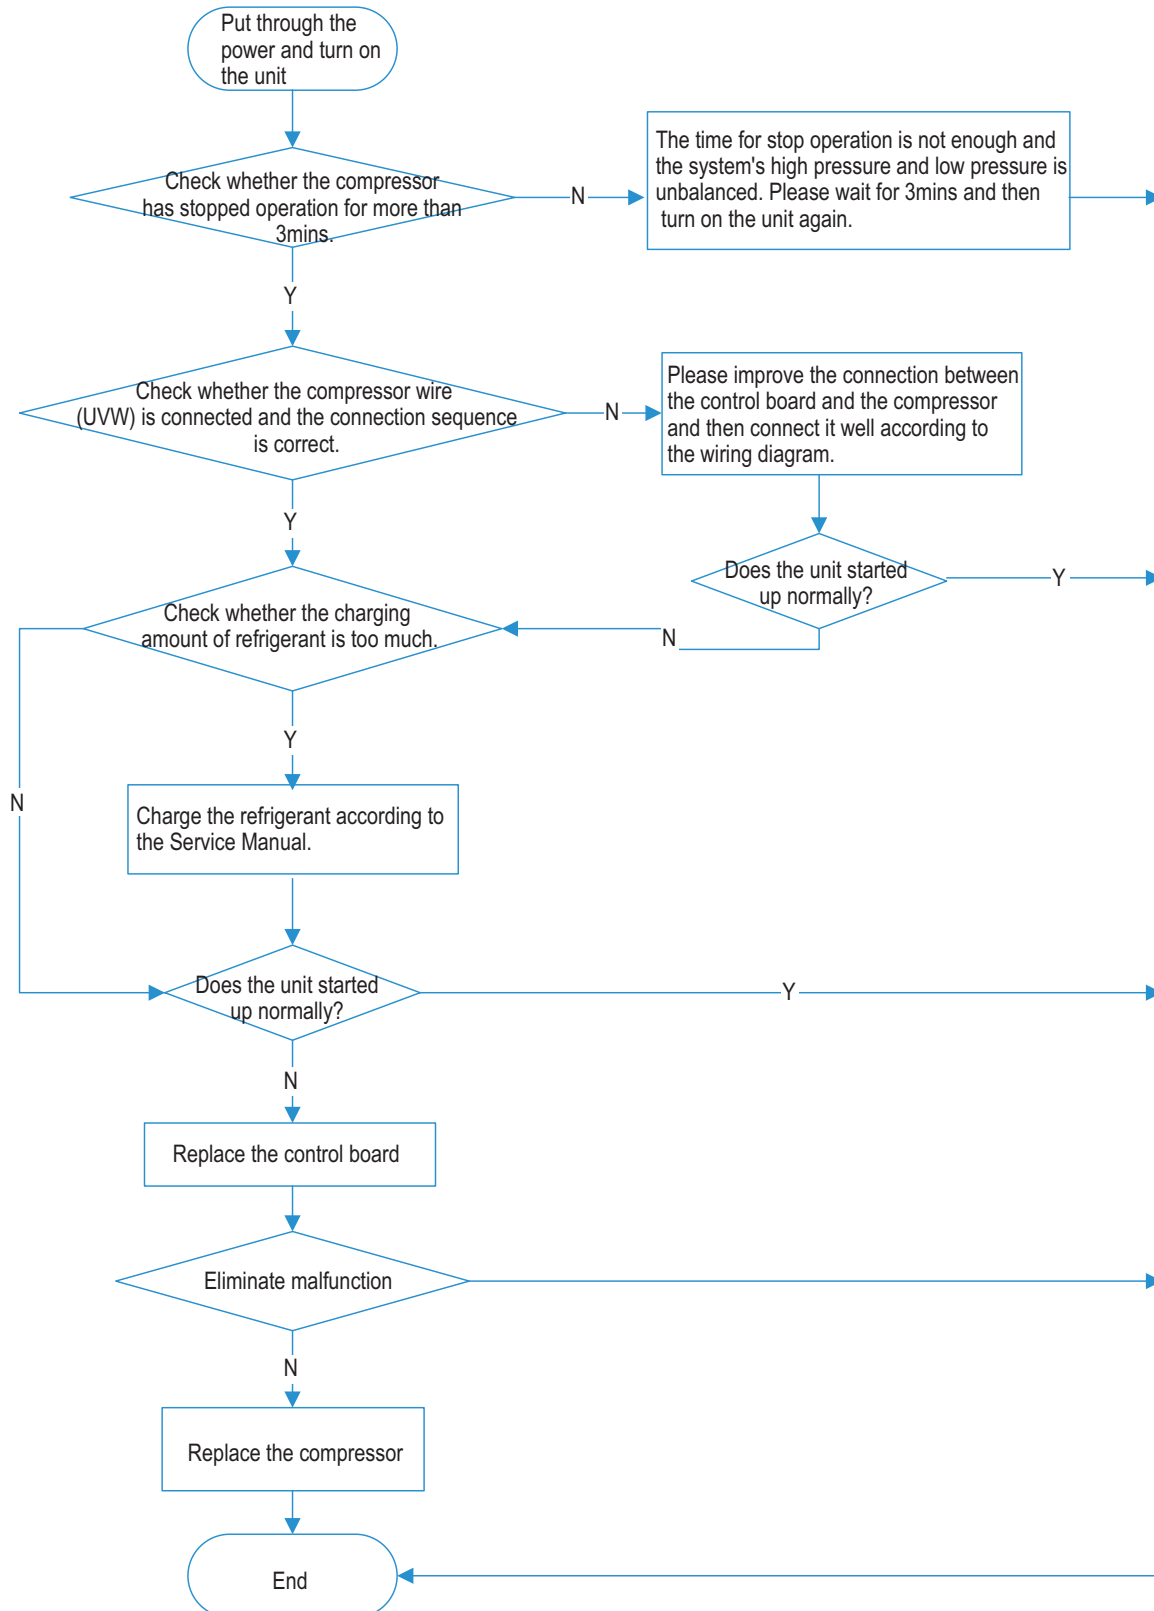 Put through the
power and turn on
the unit
Check whether the compressor
has stopped operation for more than
3mins.
N
The time for stop operation is not enough and
the system's high pressure and low pressure is
unbalanced. Please wait for 3mins and then
turn on the unit again.
Y
Check whether the compressor wire
(UVW) is connected and the connection sequence
is correct.
N
Please improve the connection between
the control board and the compressor
and then connect it well according to
the wiring diagram.
Y
Does the unit started
up normally?
Y
Check whether the charging
amount of refrigerant is too much.
N
Y
N
Charge the refrigerant according to
the Service Manual.
Does the unit started
up normally?
Y
N
Replace the control board
Eliminate malfunction
N
Replace the compressor
End